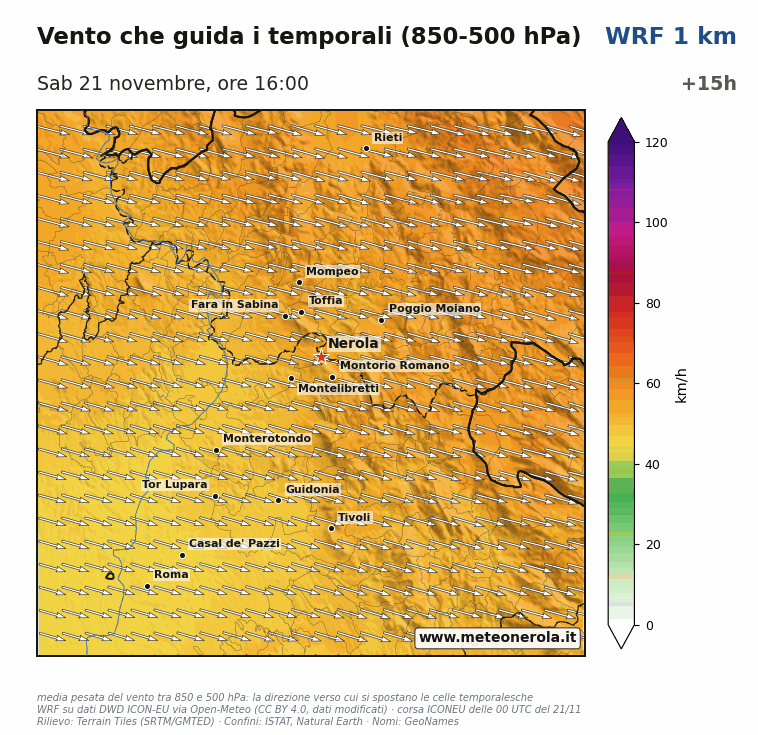 Vento che guida i temporali (850-500 hPa) WRF 1 km
Sab 21 novembre, ore 16:00 +15h
Rieti
Mompeo
Fara in Sabina
Toffia
Poggio Moiano
Nerola
Montorio Romano
Montelibretti
Monterotondo
Tor Lupara
Guidonia
Tivoli
Casal de' Pazzi
Roma
www.meteonerola.it
120
100
80
60
40
20
0
km/h
media pesata del vento tra 850 e 500 hPa: la direzione verso cui si spostano le celle temporalesche
WRF su dati DWD ICON-EU via Open-Meteo (CC BY 4.0, dati modificati) · corsa ICONEU delle 00 UTC del 21/11
Rilievo: Terrain Tiles (SRTM/GMTED) · Confini: ISTAT, Natural Earth · Nomi: GeoNames